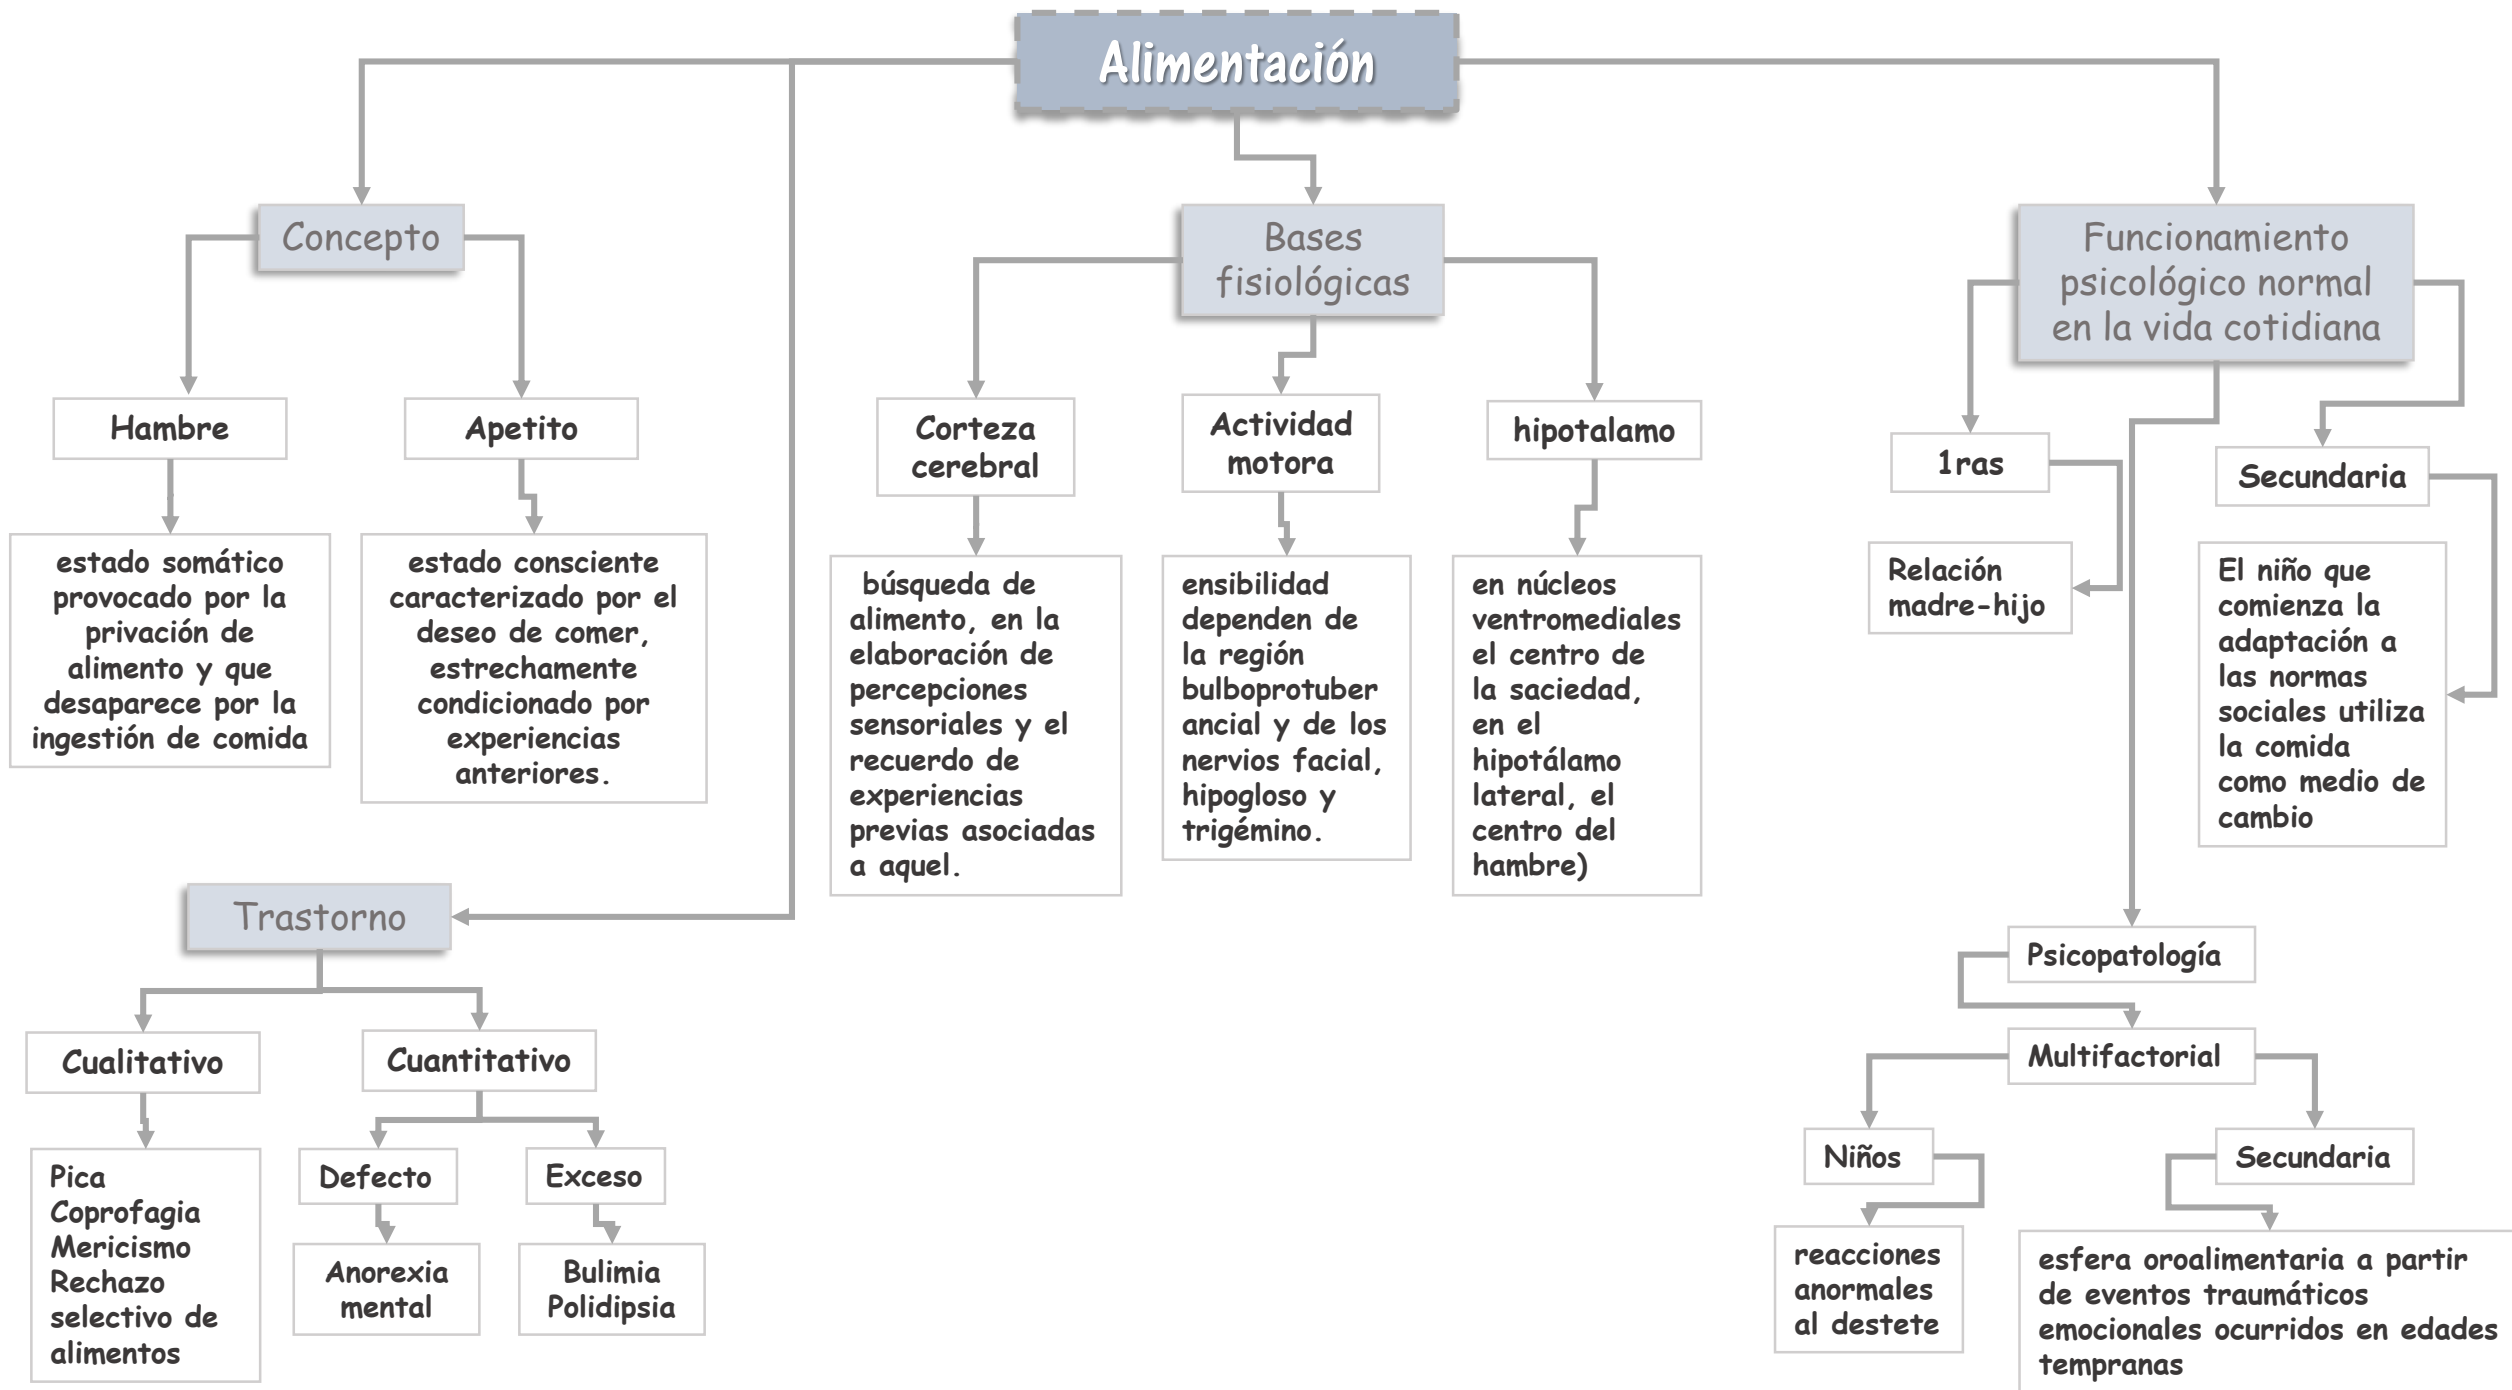 Alimentación
Concepto
Hambre
estado somático
provocado por la
privación de
alimento y que
desaparece por la
ingestión de comida
Apetito
estado consciente
caracterizado por el
deseo de comer,
estrechamente
condicionado por
experiencias
anteriores.
Bases
fisiológicas
Corteza
cerebral
búsqueda de
alimento, en la
elaboración de
percepciones
sensoriales y el
recuerdo de
experiencias
previas asociadas
a aquel.
Actividad
motora
ensibilidad
dependen de
la región
bulboprotuber
ancial y de los
nervios facial,
hipogloso y
trigémino.
hipotalamo
en núcleos
ventromediales
el centro de
la saciedad,
en el
hipotálamo
lateral, el
centro del
hambre)
Funcionamiento
psicológico normal
en la vida cotidiana
1ras
Relación
madre-hijo
Secundaria
El niño que
comienza la
adaptación a
las normas
sociales utiliza
la comida
como medio de
cambio
Psicopatología
Multifactorial
Niños
reacciones
anormales
al destete
Secundaria
esfera oroalimentaria a partir
de eventos traumáticos
emocionales ocurridos en edades
tempranas
Trastorno
Cualitativo
Pica
Coprofagia
Mericismo
Rechazo
selectivo de
alimentos
Cuantitativo
Defecto
Anorexia
mental
Exceso
Bulimia
Polidipsia